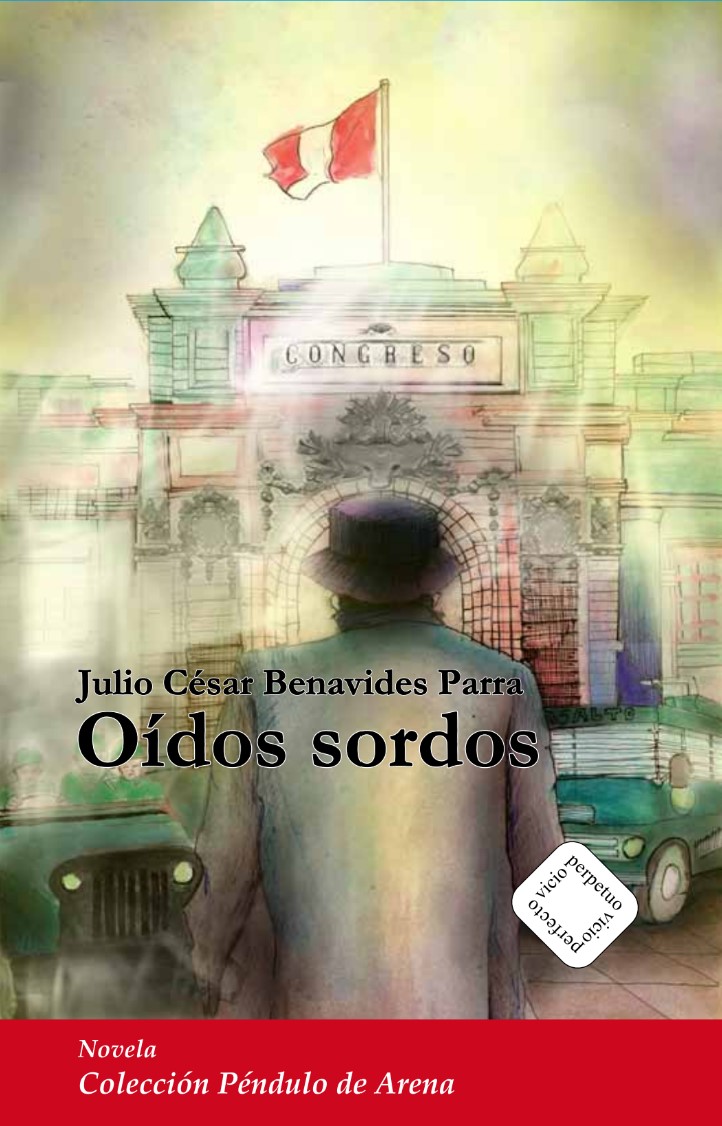 CONGRESO
Julio César Benavides Parra
Oídos sordos
ASALTO
vicio
perpetuo
vicio
perfecto
Novela
Colección Péndulo de Arena